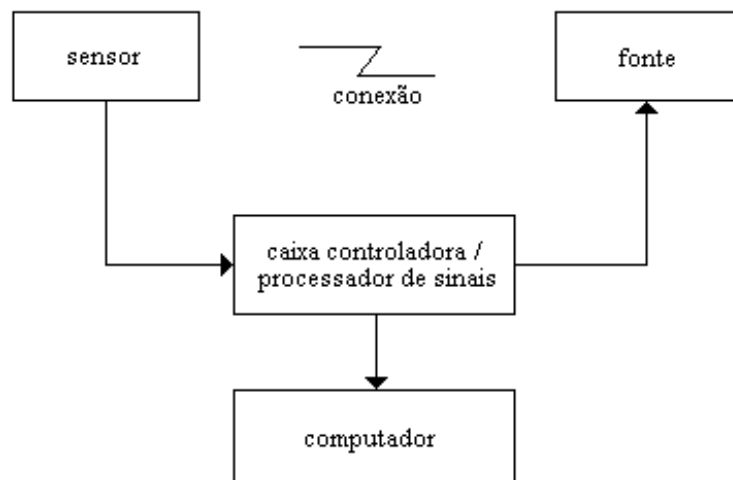 sensor
conexão
fonte
caixa controladora /
processador de sinais
computador